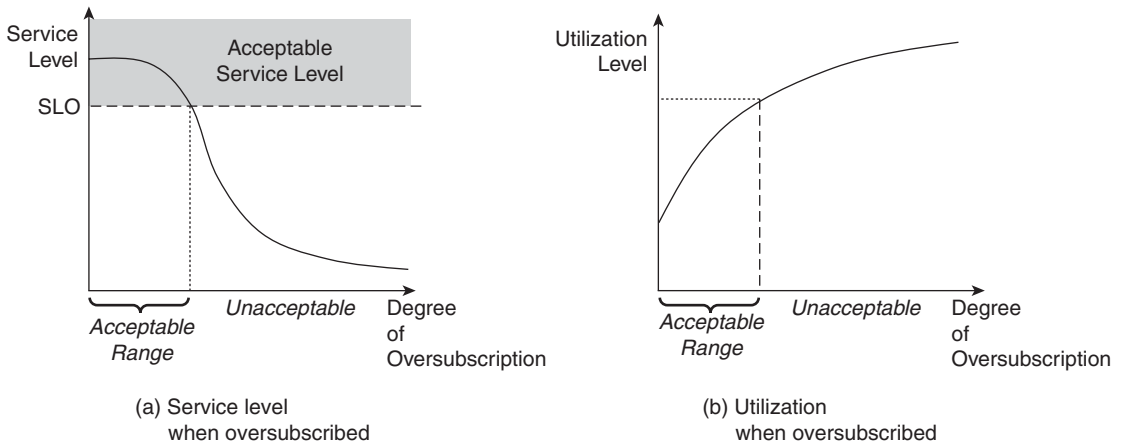 Service
Level
Acceptable
Service Level
SLO
Acceptable
Range
Unacceptable
Degree
of
Oversubscription
(a) Service level
when oversubscribed
Utilization
Level
Acceptable
Range
Unacceptable
Degree
of
Oversubscription
(b) Utilization
when oversubscribed